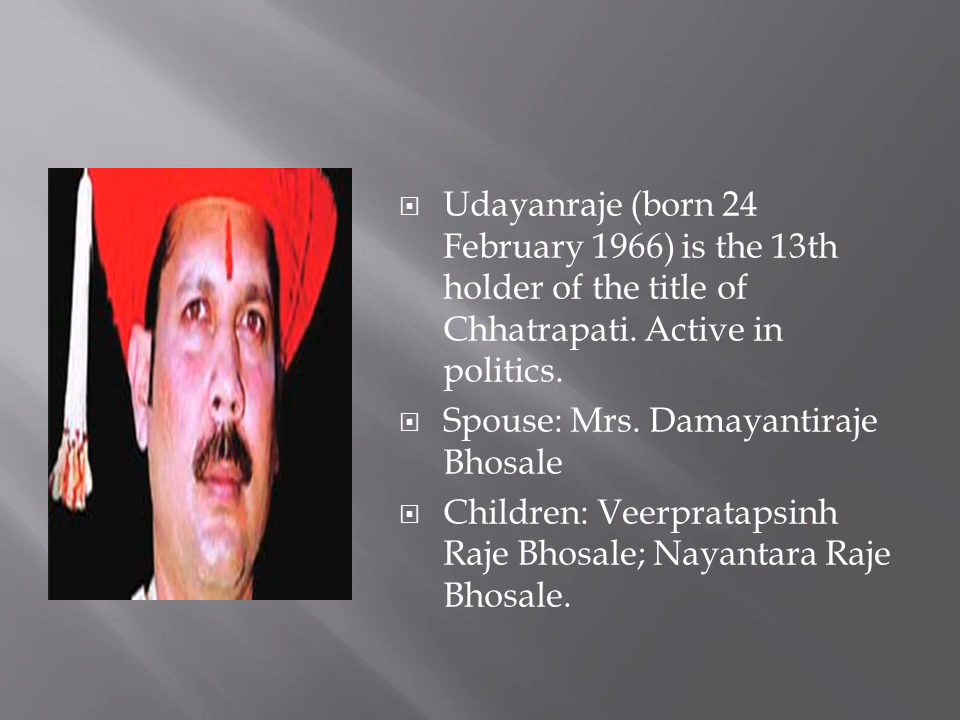 Udayanraje (born 24
February 1966) is the 13th
holder of the title of
Chhatrapati. Active in
politics.
Spouse: Mrs. Damayantiraje
Bhosale
Children: Veerpratapsinh
Raje Bhosale; Nayantara Raje
Bhosale.